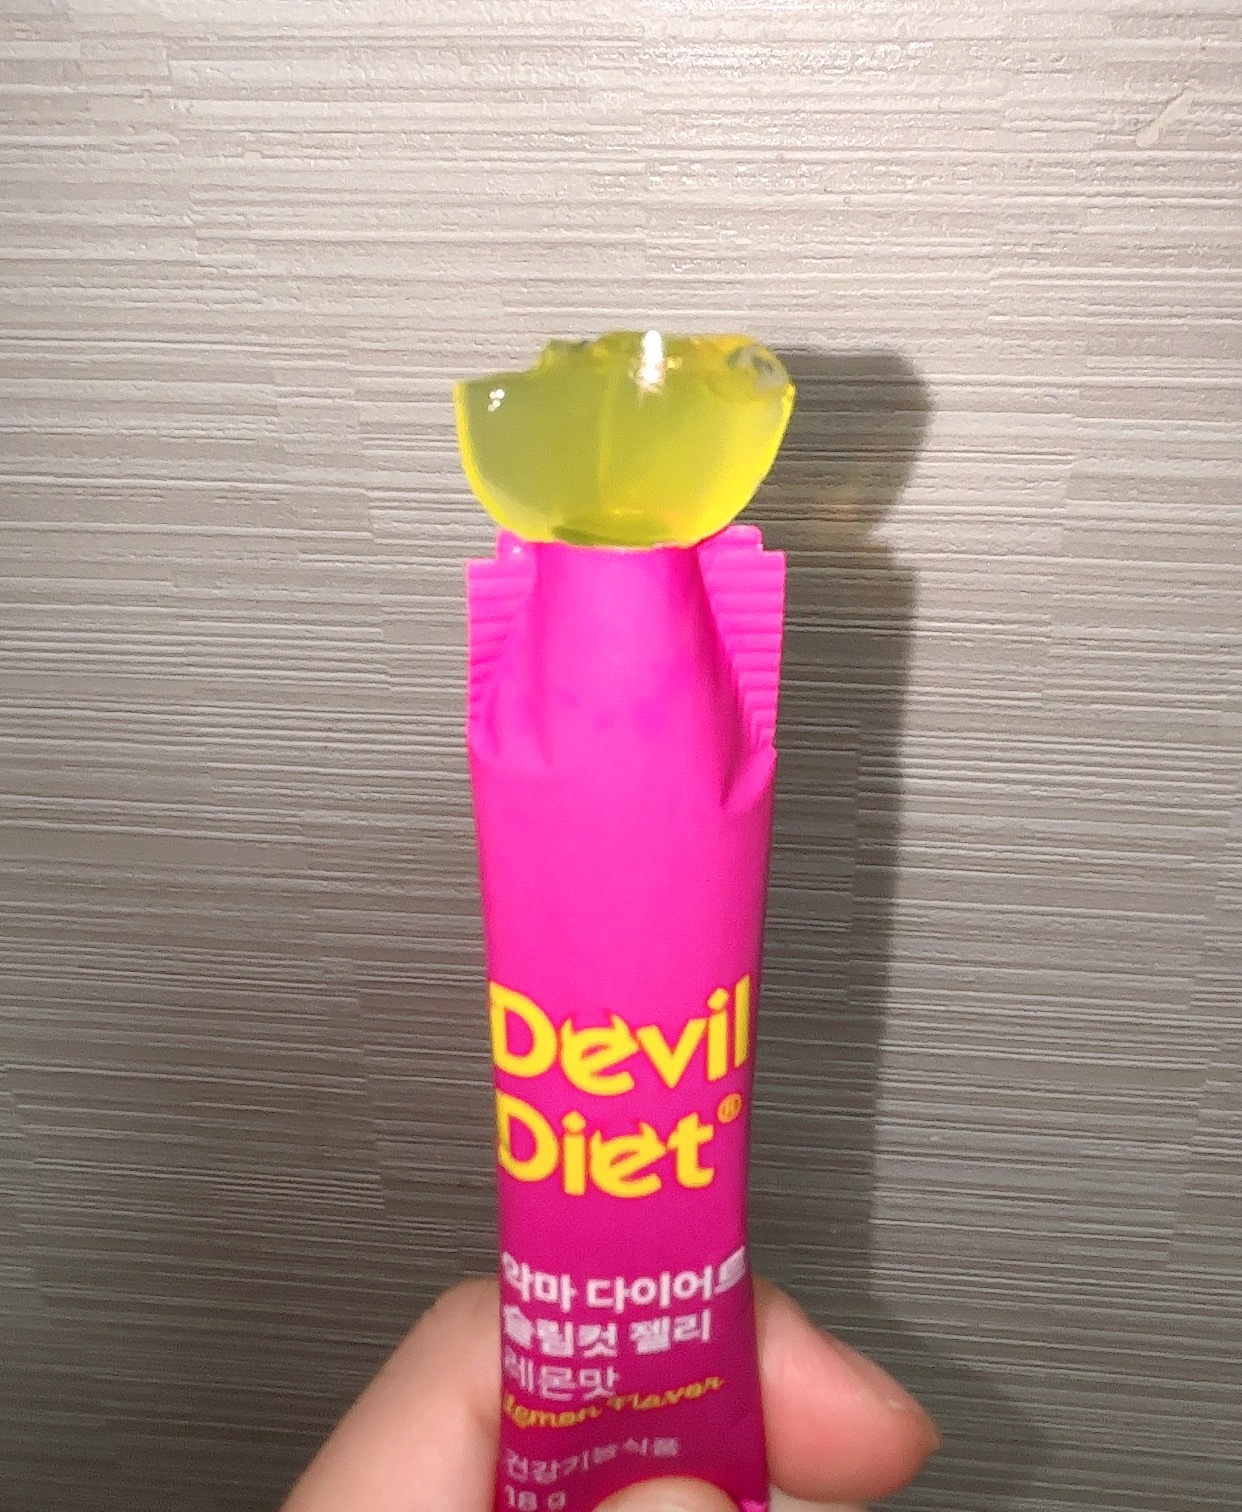 Devil
Diet®
악마 다이어트
슬림컷 젤리
레몬맛
Lemon Flavor
건강기능식품
18 g